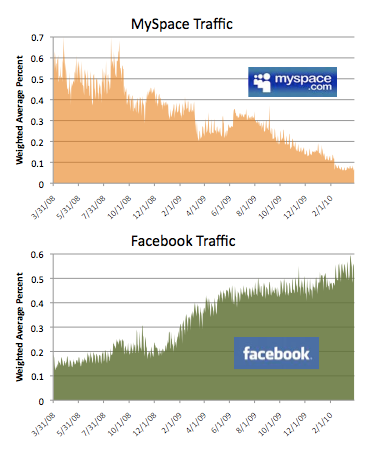 MySpace Traffic
Weighted Average Percent
0.7
0.6
0.5
0.4
0.3
0.2
0.1
0
myspace
.com
3/31/08 5/31/08 7/31/08 10/1/08 12/1/08 2/1/09 4/1/09 6/1/09 8/1/09 10/1/09 12/1/09 2/1/10
Facebook Traffic
Weighted Average Percent
0.6
0.5
0.4
0.3
0.2
0.1
0
facebook
3/31/08 5/31/08 7/31/08 10/1/08 12/1/08 2/1/09 4/1/09 6/1/09 8/1/09 10/1/09 12/1/09 2/1/10